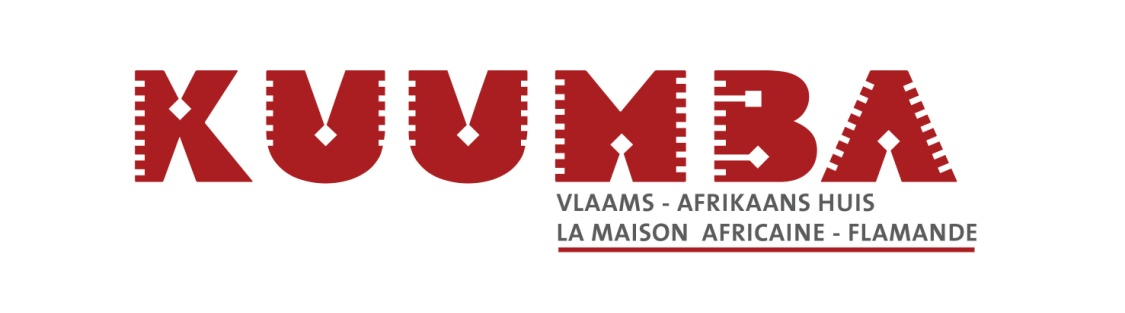 KUUMBA
VLAAMS - AFRIKAANS HUIS
LA MAISON AFRICAINE - FLAMANDE